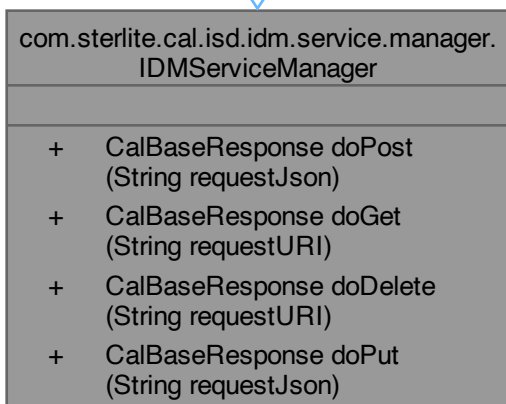 com.sterlite.cal.isd.idm.service.manager.
IDMServiceManager
+ CalBaseResponse doPost
(String requestJson)
+ CalBaseResponse doGet
(String requestURI)
+ CalBaseResponse doDelete
(String requestURI)
+ CalBaseResponse doPut
(String requestJson)